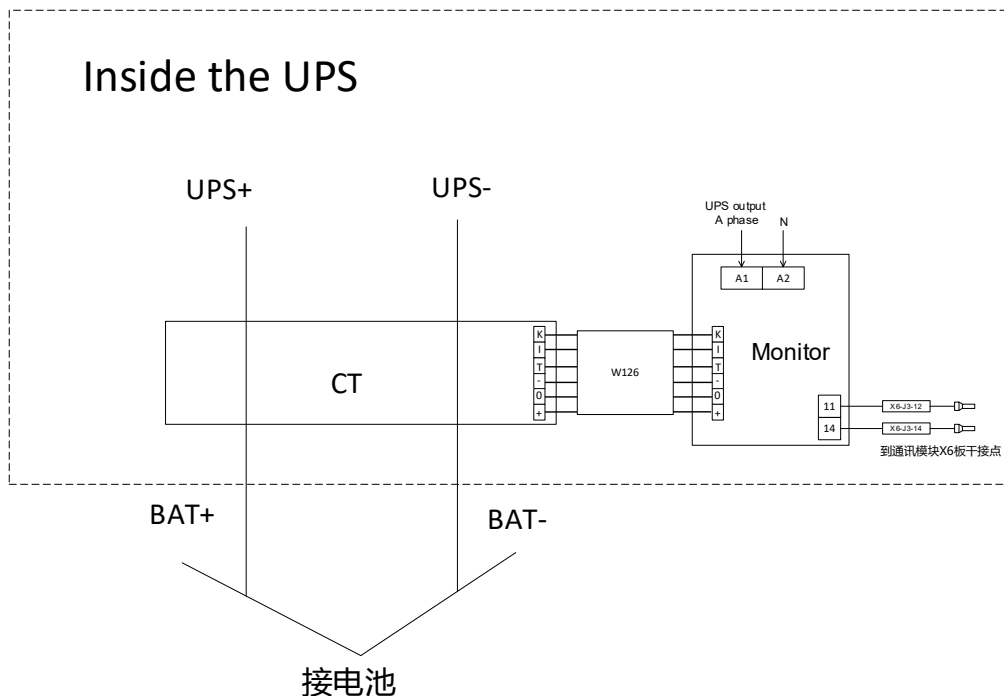 Inside the UPS
UPS+
UPS-
UPS output
A phase
N
A1
A2
K
I
T
-
0
+
CT
W126
K
I
T
-
0
+
Monitor
11
X6-J3-12
14
X6-J3-14
到通讯模块X6板干接点
BAT+
BAT-
接电池